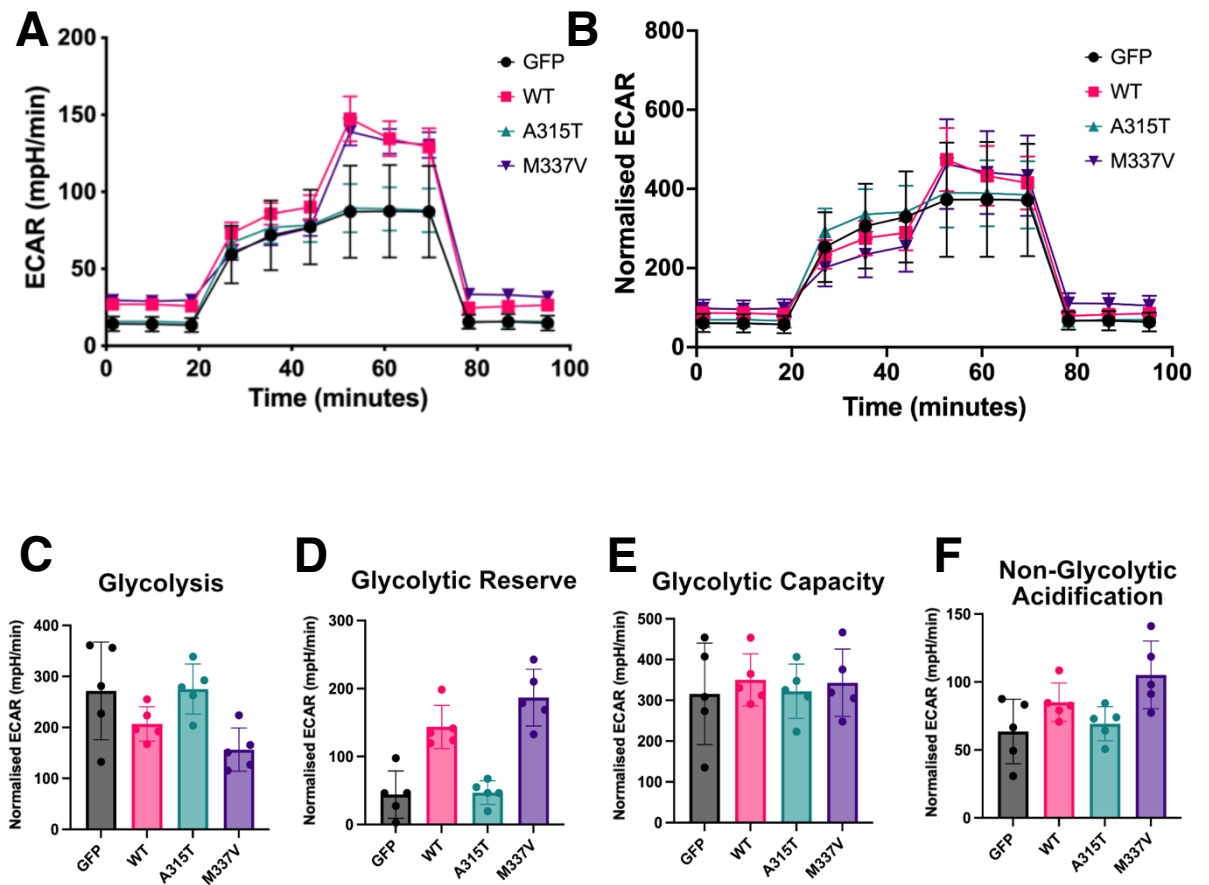 A
ECAR (mpH/min)
200
150
100
50
0
0 20 40 60 80 100
Time (minutes)
GFP
WT
A315T
M337V
B
Normalised ECAR
800
600
400
200
0
0 20 40 60 80 100
Time (minutes)
GFP
WT
A315T
M337V
C
Glycolysis
Normalised ECAR (mpH/min)
400
300
200
100
0
GFP
WT
A315T
M337V
D
Glycolytic Reserve
Normalised ECAR (mpH/min)
300
200
100
0
GFP
WT
A315T
M337V
E
Glycolytic Capacity
Normalised ECAR (mpH/min)
500
400
300
200
100
0
GFP
WT
A315T
M337V
F
Non-Glycolytic
Acidification
Normalised ECAR (mpH/min)
150
100
50
0
GFP
WT
A315T
M337V